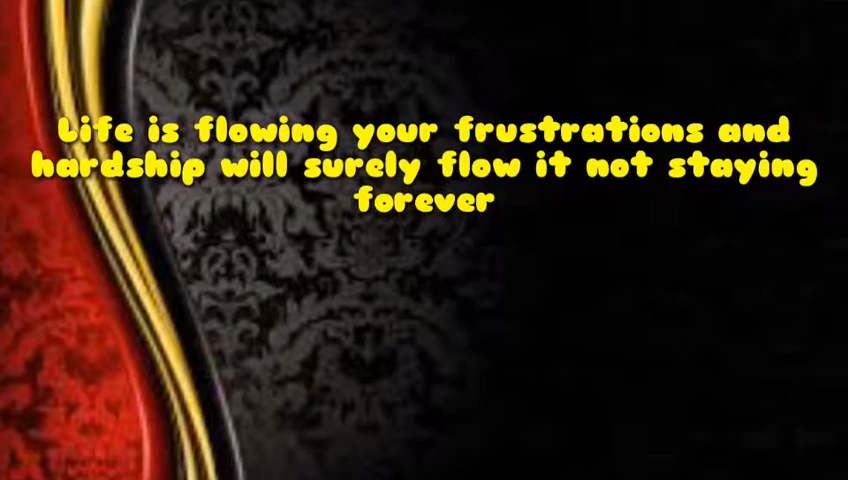 Life is flowing your frustrations and
hardship will surely flow it not staying
forever